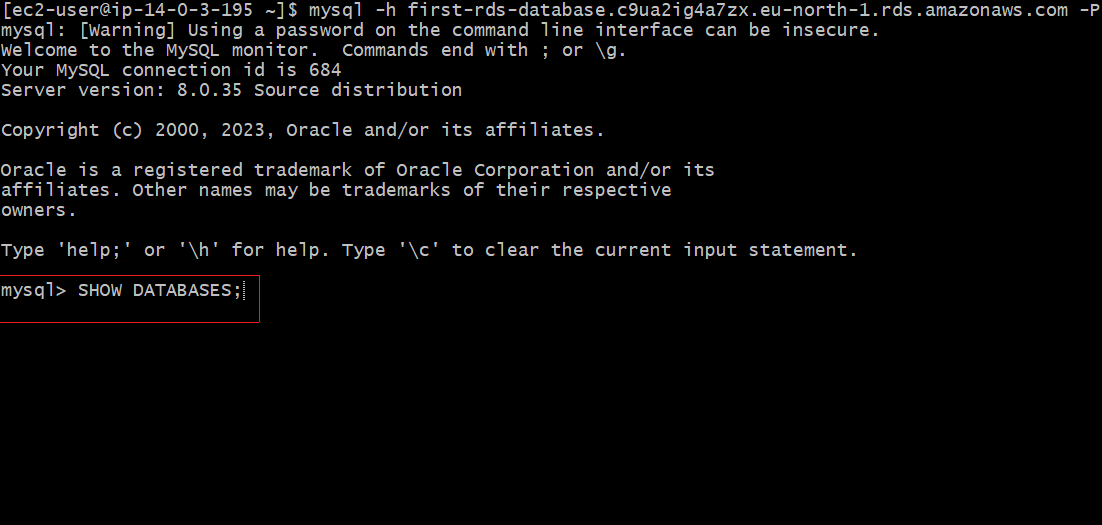 [ec2-user@ip-14-0-3-195 ~]$ mysql -h first-rds-database.c9ua2ig4a7zx.eu-north-1.rds.amazonaws.com -P
mysql: [Warning] Using a password on the command line interface can be insecure.
Welcome to the MySQL monitor.  Commands end with ; or \g.
Your MySQL connection id is 684
Server version: 8.0.35 Source distribution
Copyright (c) 2000, 2023, Oracle and/or its affiliates.
Oracle is a registered trademark of Oracle Corporation and/or its
affiliates. Other names may be trademarks of their respective
owners.
Type 'help;' or '\h' for help. Type '\c' to clear the current input statement.
mysql> SHOW DATABASES;